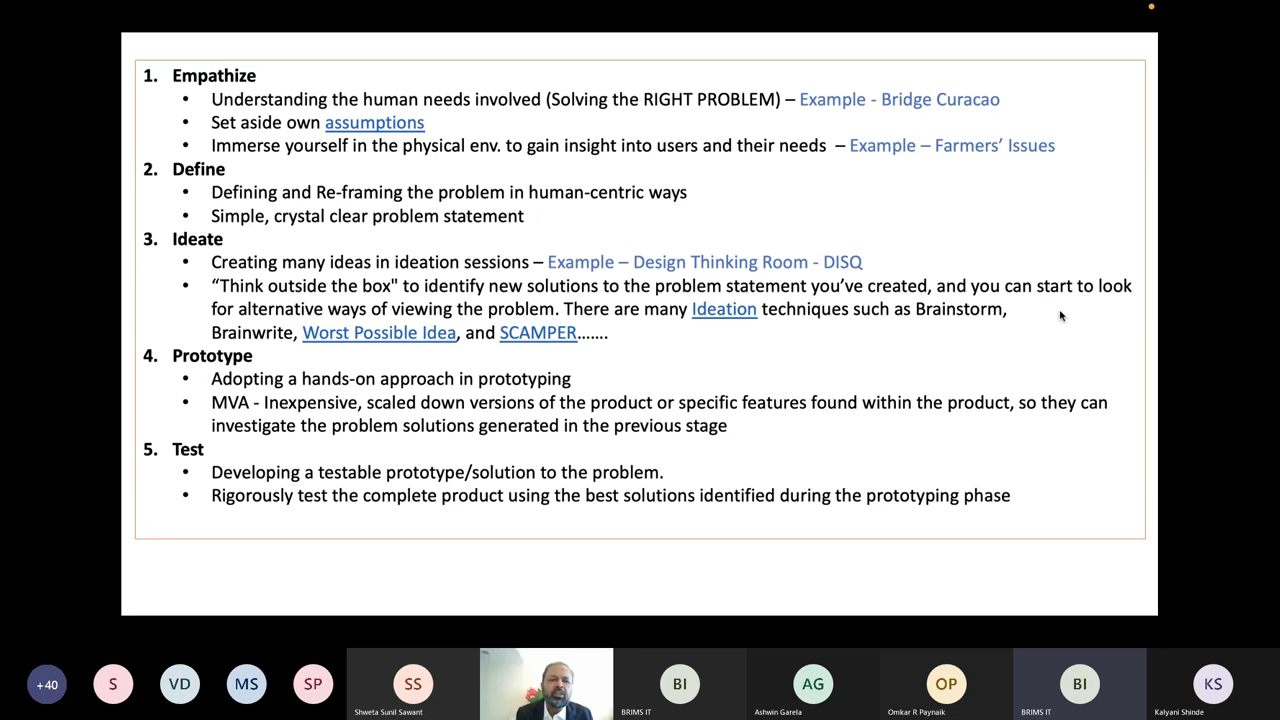 1. Empathize
• Understanding the human needs involved (Solving the RIGHT PROBLEM) – Example - Bridge Curacao
• Set aside own assumptions
• Immerse yourself in the physical env. to gain insight into users and their needs – Example – Farmers’ Issues
2. Define
• Defining and Re-framing the problem in human-centric ways
• Simple, crystal clear problem statement
3. Ideate
• Creating many ideas in ideation sessions – Example – Design Thinking Room - DISQ
• “Think outside the box" to identify new solutions to the problem statement you’ve created, and you can start to look
for alternative ways of viewing the problem. There are many Ideation techniques such as Brainstorm,
Brainwrite, Worst Possible Idea, and SCAMPER…….
4. Prototype
• Adopting a hands-on approach in prototyping
• MVA - Inexpensive, scaled down versions of the product or specific features found within the product, so they can
investigate the problem solutions generated in the previous stage
5. Test
• Developing a testable prototype/solution to the problem.
• Rigorously test the complete product using the best solutions identified during the prototyping phase
+40 S VD MS SP SS BI AG OP BI KS
Shweta Sunil Sawant BRIMS IT Ashwin Garela Omkar R Paynaik BRIMS IT Kalyani Shinde